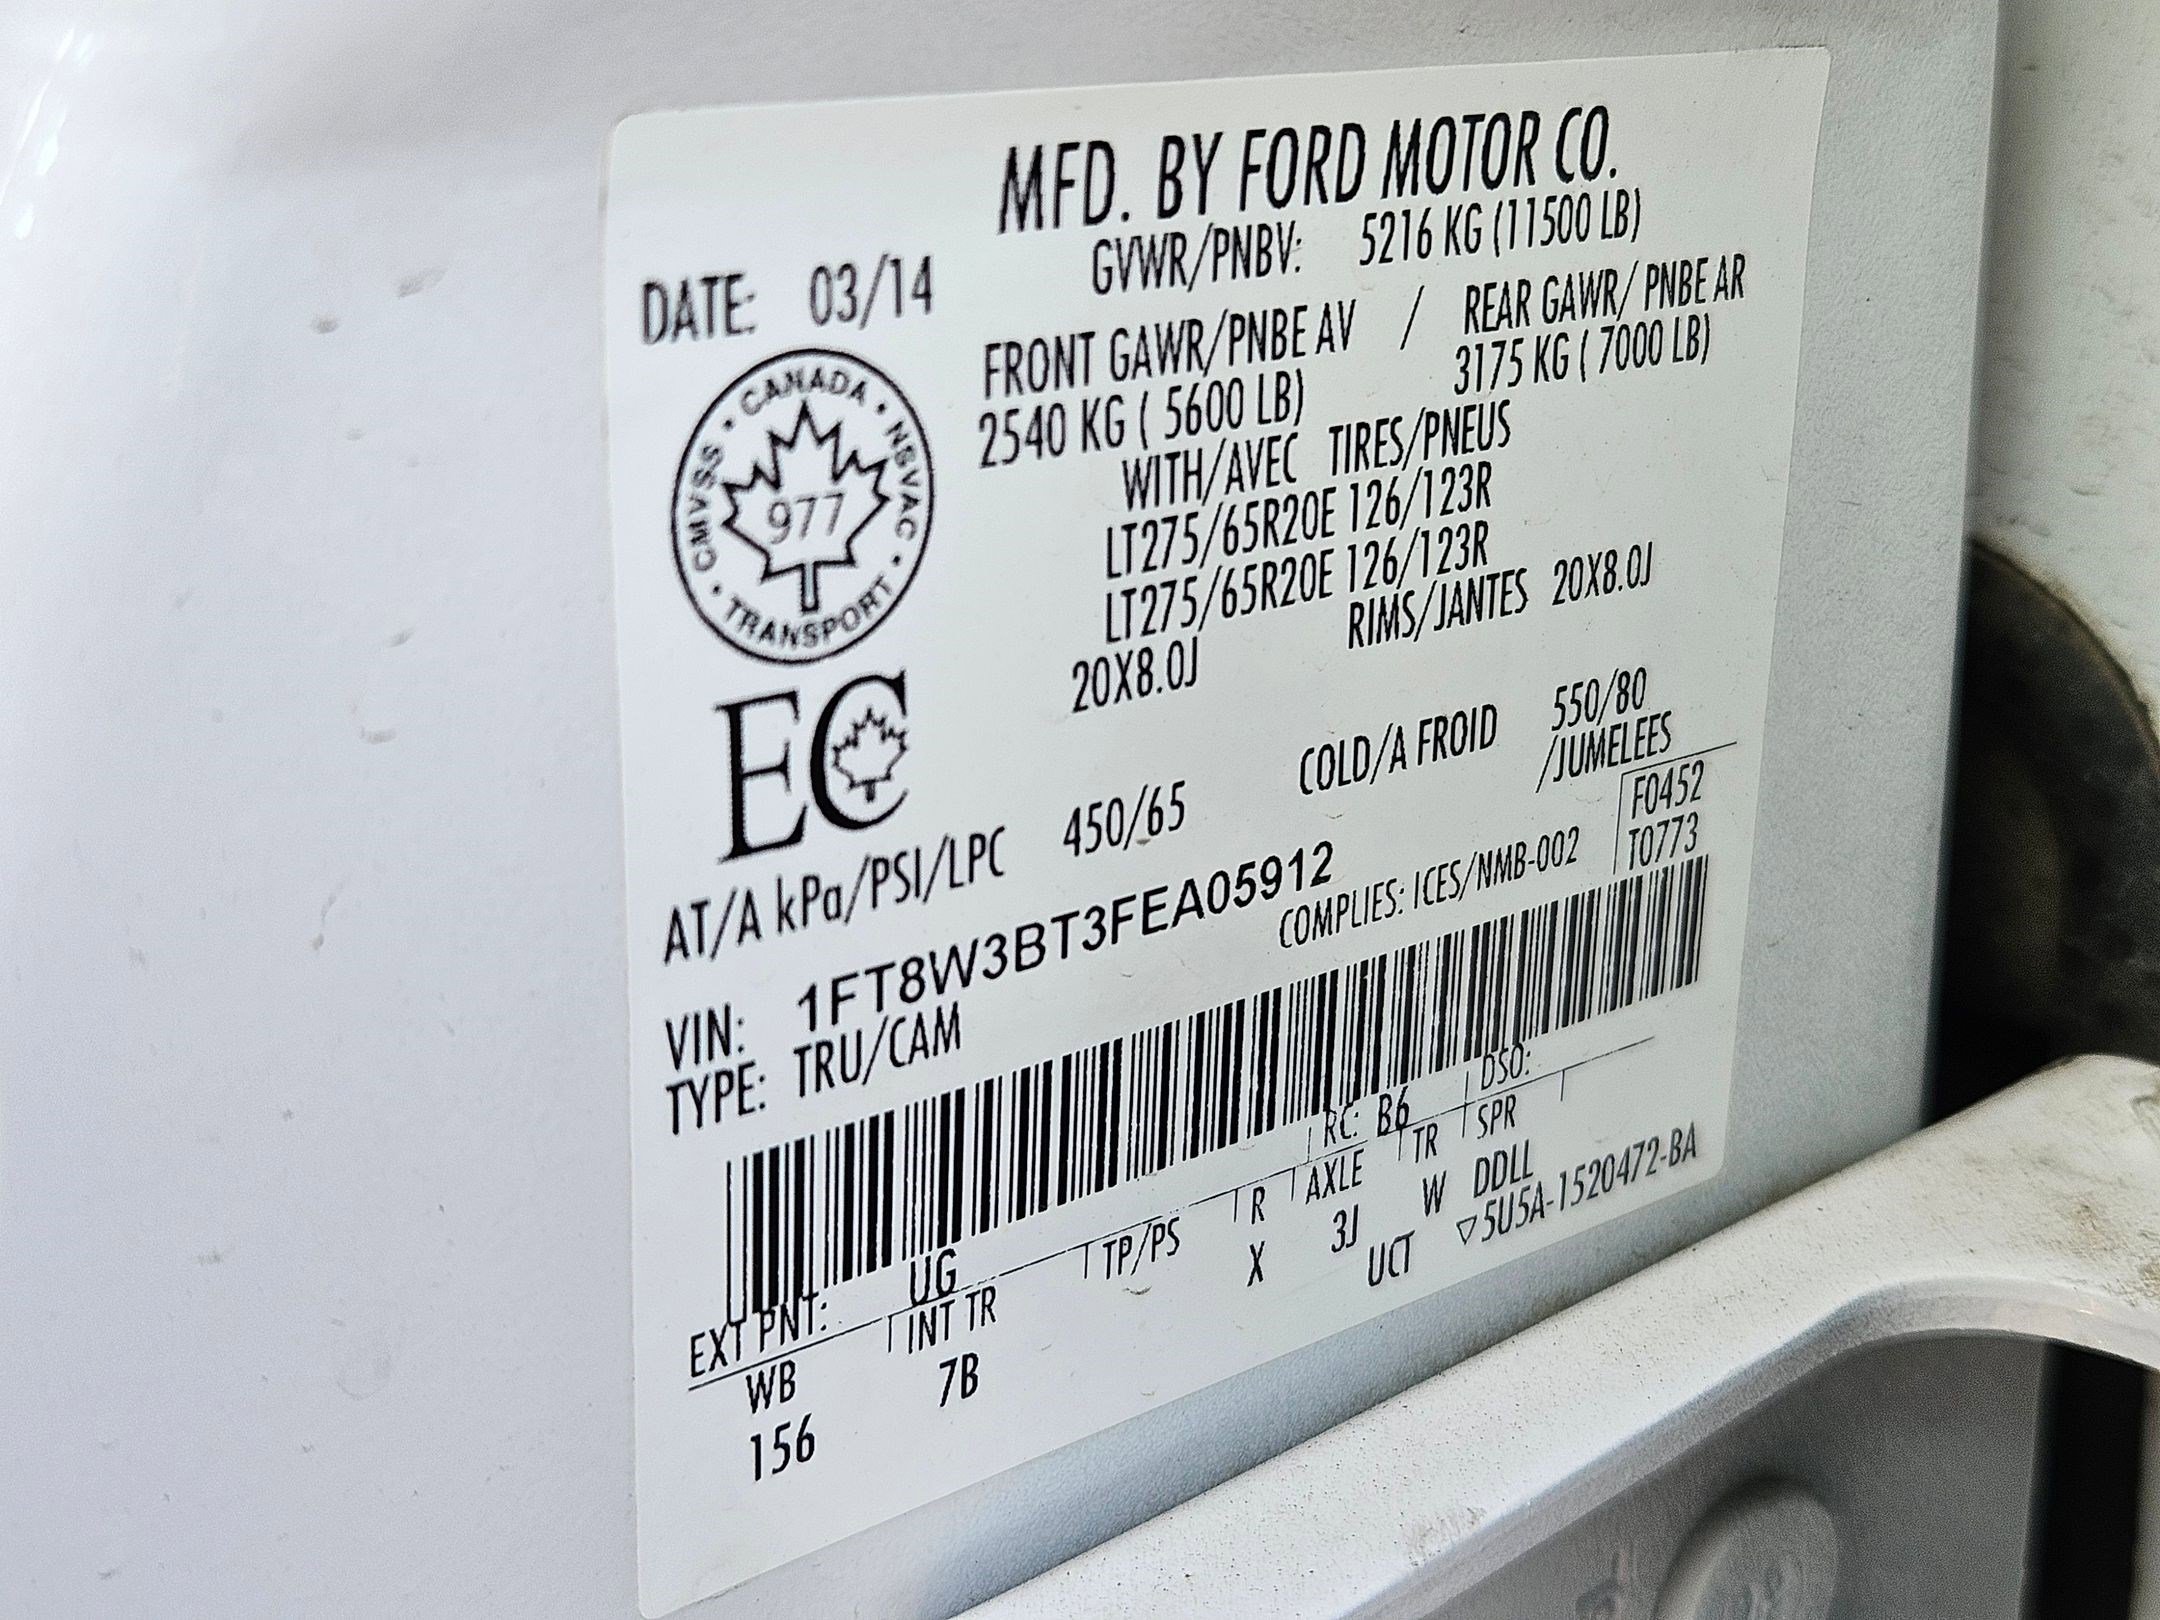 MFD. BY FORD MOTOR CO.
DATE: 03/14
GVWR/PNBV: 5216 KG (11500 LB)
FRONT GAWR/PNBE AV / REAR GAWR/ PNBE AR
2540 KG ( 5600 LB) 3175 KG ( 7000 LB)
WITH/AVEC TIRES/PNEUS
LT275/65R20E 126/123R
LT275/65R20E 126/123R
RIMS/JANTES 20X8.0J
20X8.0J
CANADA • NSVAC • TRANSPORT • CMVSS •
977
EC
AT/A kPa/PSI/LPC 450/65 COLD/A FROID 550/80
/JUMELEES
VIN: 1FT8W3BT3FEA05912
COMPLIES: ICES/NMB-002
F0452
T0773
TYPE: TRU/CAM
EXT PNT: UG RC: B6 DSO:
WB INT TR TP/PS R AXLE TR SPR
156 7B X 3J W DDLL
UCT ▽5U5A-1520472-BA